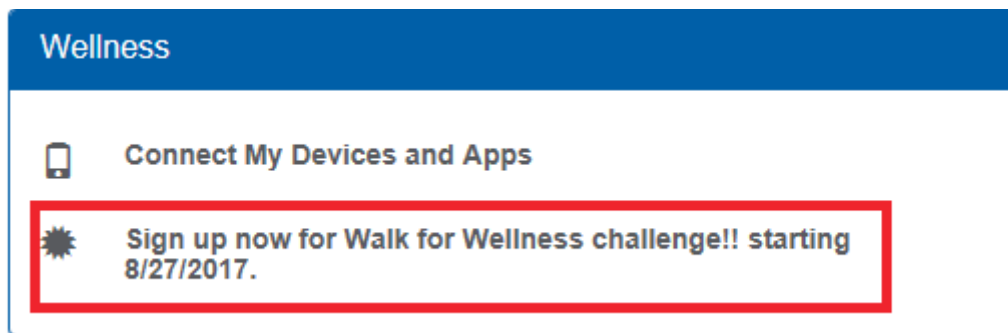 Wellness
Connect My Devices and Apps
Sign up now for Walk for Wellness challenge!! starting
8/27/2017.